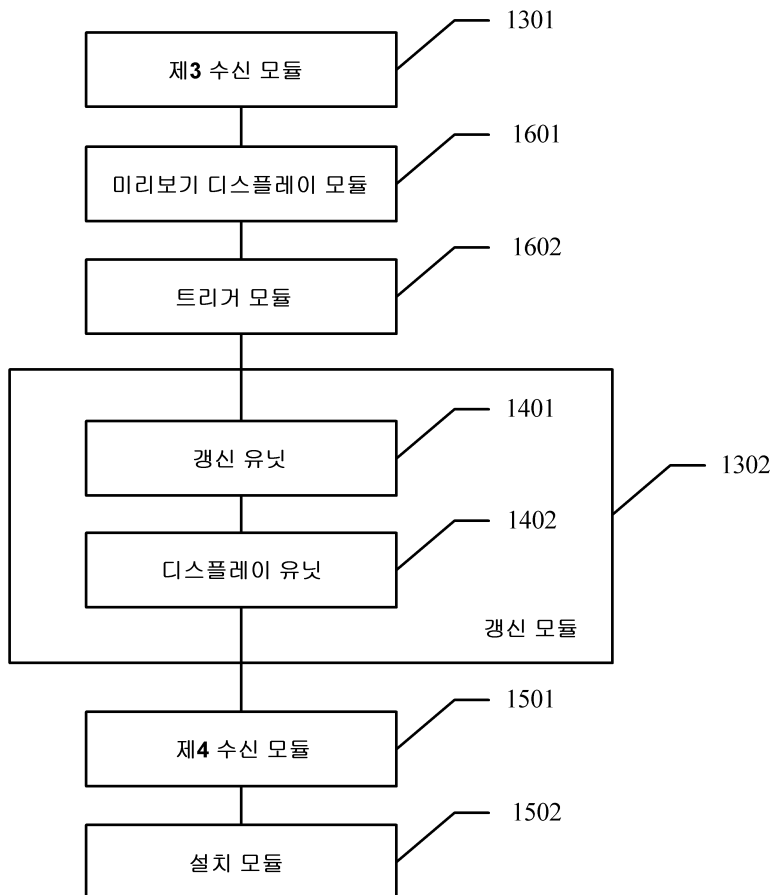 1301
제3 수신 모듈
1601
미리보기 디스플레이 모듈
1602
트리거 모듈
1401
갱신 유닛
1302
1402
디스플레이 유닛
갱신 모듈
1501
제4 수신 모듈
1502
설치 모듈